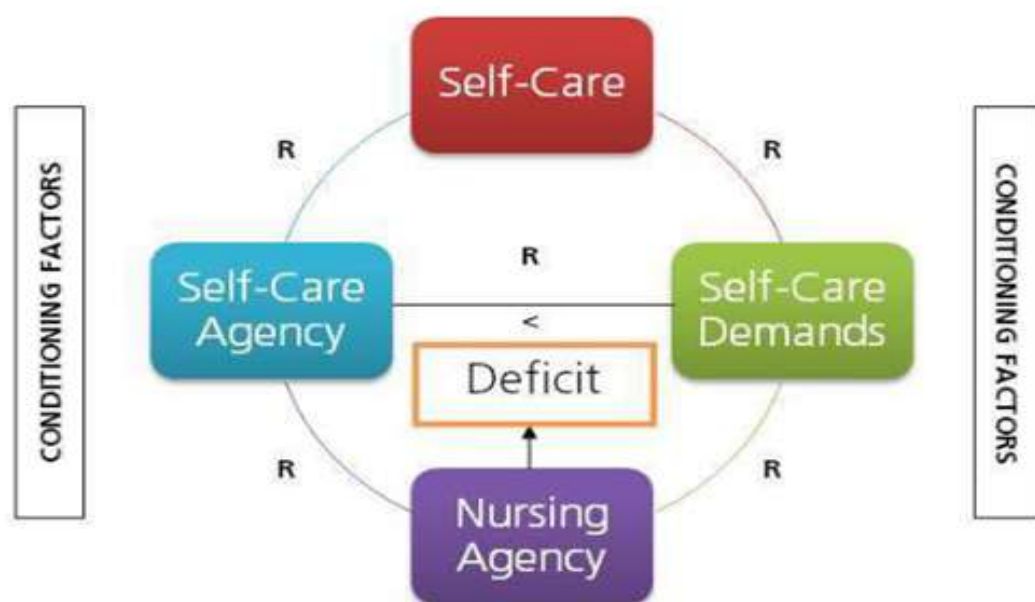 Self-Care
R
R
CONDITIONING FACTORS
CONDITIONING FACTORS
Self-Care
Agency
R
<
Self-Care
Demands
Deficit
R
R
Nursing
Agency